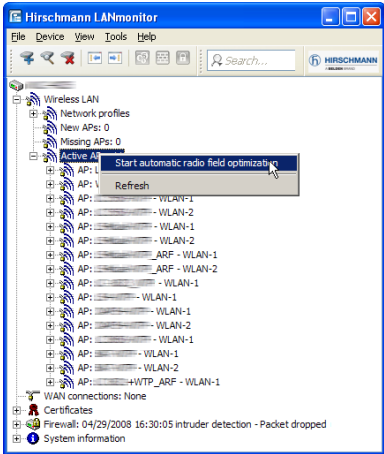 Hirschmann LANmonitor
File Device View Tools Help
Search...
HIRSCHMANN
Wireless LAN
Network profiles
New APs: 0
Missing APs: 0
Active
Start automatic radio field optimization
Refresh
AP:
AP:
AP: - WLAN-1
AP: - WLAN-1
AP: - WLAN-2
AP: _ARF - WLAN-1
AP: _ARF - WLAN-2
AP: - WLAN-1
AP: - WLAN-1
AP: - WLAN-1
AP: - WLAN-2
AP: - WLAN-1
AP: - WLAN-2
AP: +WTP_ARF - WLAN-1
WAN connections: None
Certificates
Firewall: 04/29/2008 16:30:05 intruder detection - Packet dropped
System information